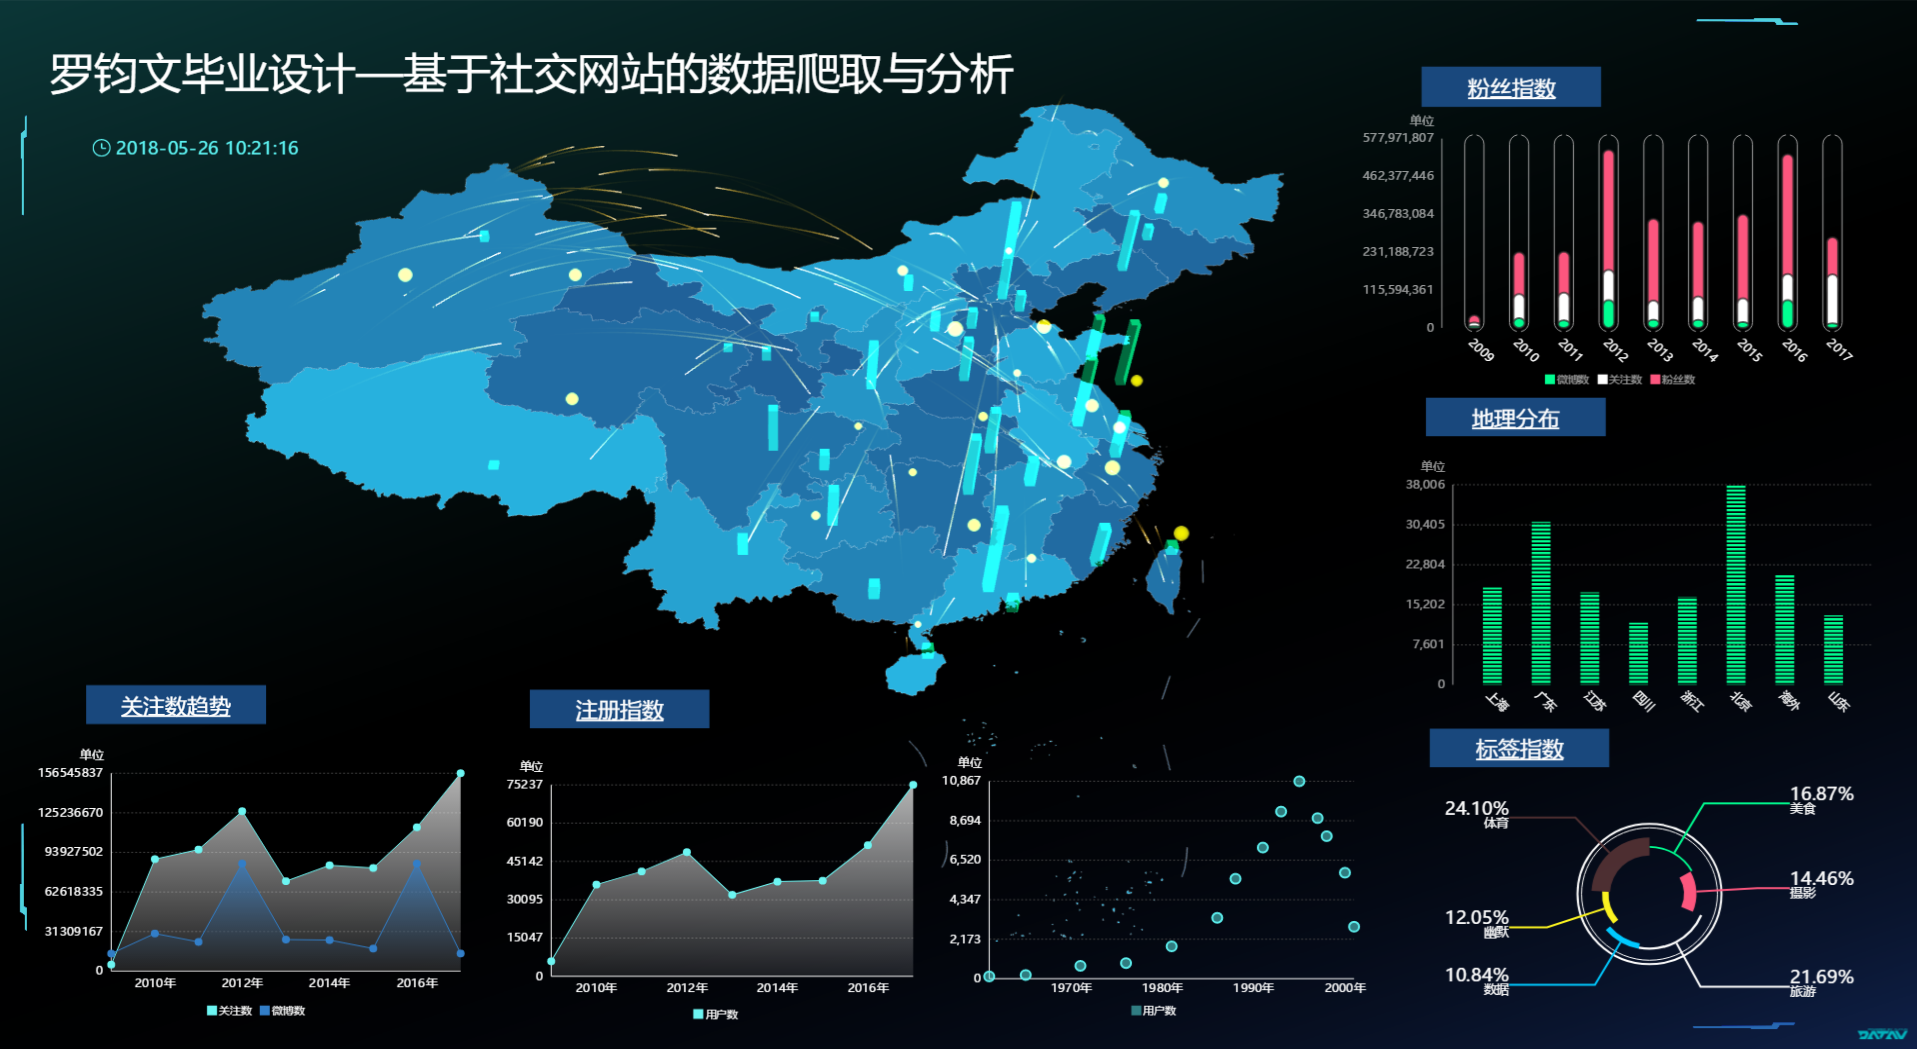 罗钧文毕业设计—基于社交网站的数据爬取与分析
2018-05-26 10:21:16
粉丝指数
单位
577,971,807
462,377,446
346,783,084
231,188,723
115,594,361
0
2009 2010 2011 2012 2013 2014 2015 2016 2017
微博数 关注数 粉丝数
地理分布
单位
38,006
30,405
22,804
15,202
7,601
0
上海 广东 江苏 四川 浙江 北京 海外 山东
关注数趋势
单位
156545837
125236670
93927502
62618335
31309167
0
2010年 2012年 2014年 2016年
关注数 微博数
注册指数
单位
75237
60190
45142
30095
15047
0
2010年 2012年 2014年 2016年
用户数
单位
10,867
8,694
6,520
4,347
2,173
0
1970年 1980年 1990年 2000年
用户数
标签指数
24.10%
体育
16.87%
美食
14.46%
摄影
12.05%
幽默
10.84%
数据
21.69%
旅游
DATAV